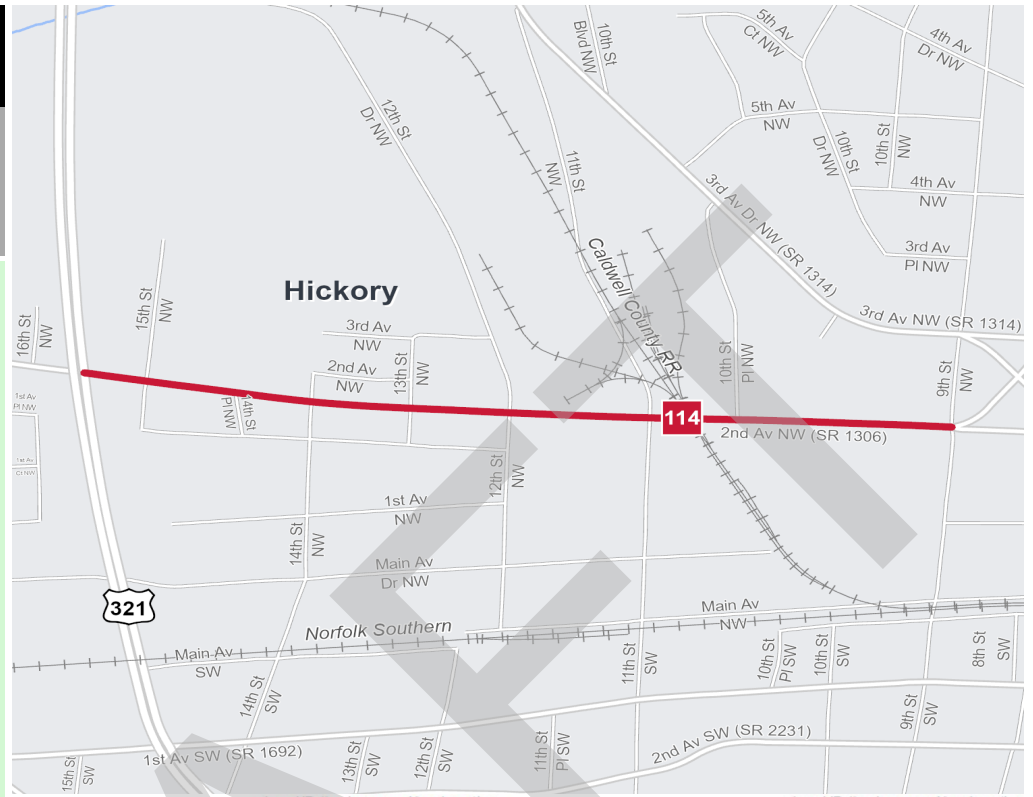 10th St
Blvd NW
5th Av
Ct NW
4th Av
Dr NW
12th St
Dr NW
5th Av
NW
11th St
NW
10th St
Dr NW
10th St
NW
3rd Av Dr NW (SR 1314)
4th Av
NW
3rd Av
Pl NW
Caldwell County RR
Hickory
15th St
NW
16th St
NW
3rd Av
NW
3rd Av NW (SR 1314)
2nd Av
NW
13th St
NW
10th St
Pl NW
9th St
NW
1st Av
Pl NW
14th St
Pl NW
114
2nd Av NW (SR 1306)
1st Av
Ct NW
12th St
NW
1st Av
NW
14th St
NW
Main Av
Dr NW
321
Main Av
NW
Norfolk Southern
Main Av
SW
11th St
SW
10th St
Pl SW
10th St
SW
8th St
SW
14th St
SW
9th St
SW
1st Av SW (SR 1692)
2nd Av SW (SR 2231)
15th St
SW
13th St
SW
12th St
SW
11th St
Pl SW